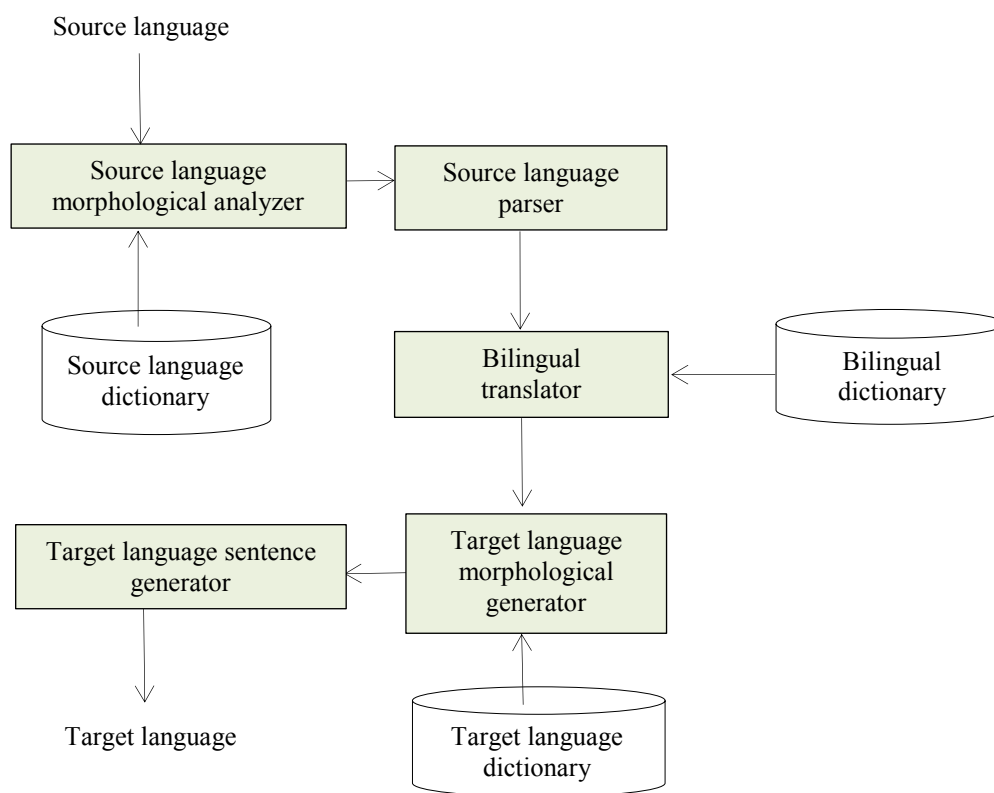 Source language
Source language
morphological analyzer
Source language
parser
Source language
dictionary
Bilingual
translator
Bilingual
dictionary
Target language sentence
generator
Target language
morphological
generator
Target language
Target language
dictionary